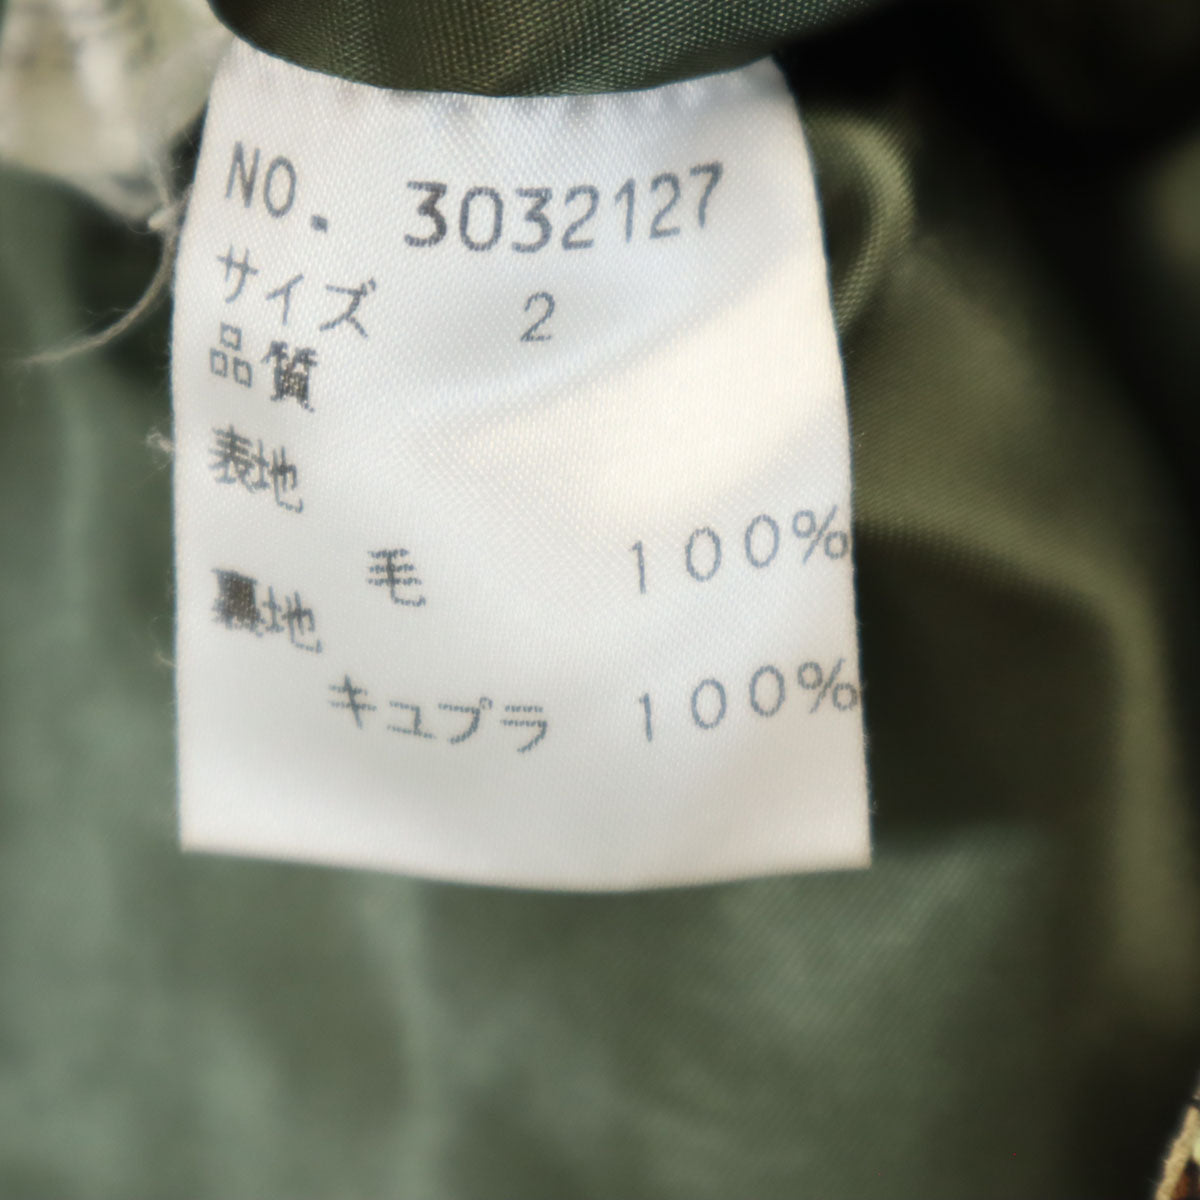 NO. 3032127
サイズ 2
品質
表地
毛 100%
裏地
キュプラ 100%